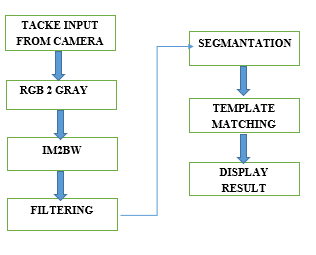 TACKE INPUT
FROM CAMERA
RGB 2 GRAY
IM2BW
FILTERING
SEGMANTATION
TEMPLATE
MATCHING
DISPLAY
RESULT